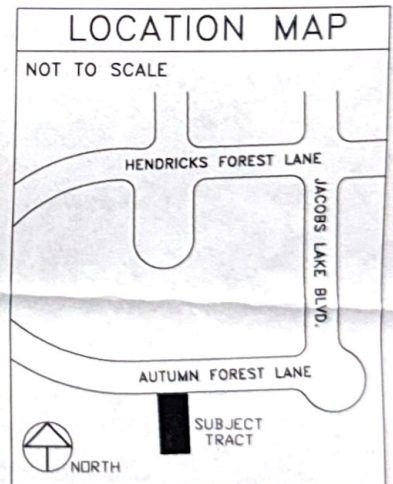 LOCATION MAP
NOT TO SCALE
HENDRICKS FOREST LANE
JACOBS LAKE BLVD.
AUTUMN FOREST LANE
SUBJECT
TRACT
NORTH